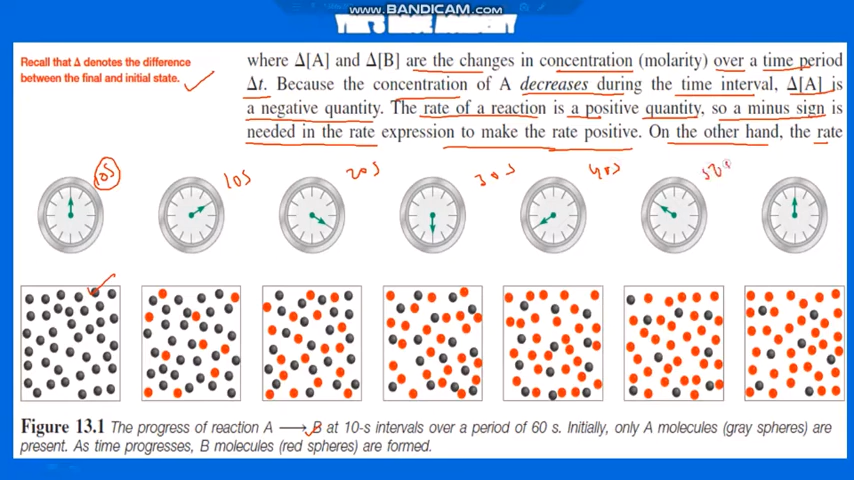 www.BANDICAM.com
Recall that Δ denotes the difference
between the final and initial state.
where Δ[A] and Δ[B] are the changes in concentration (molarity) over a time period
Δt. Because the concentration of A decreases during the time interval, Δ[A] is
a negative quantity. The rate of a reaction is a positive quantity, so a minus sign is
needed in the rate expression to make the rate positive. On the other hand, the rate
10s 20s 30s 40s
Figure 13.1 The progress of reaction A ⟶ B at 10-s intervals over a period of 60 s. Initially, only A molecules (gray spheres) are
present. As time progresses, B molecules (red spheres) are formed.